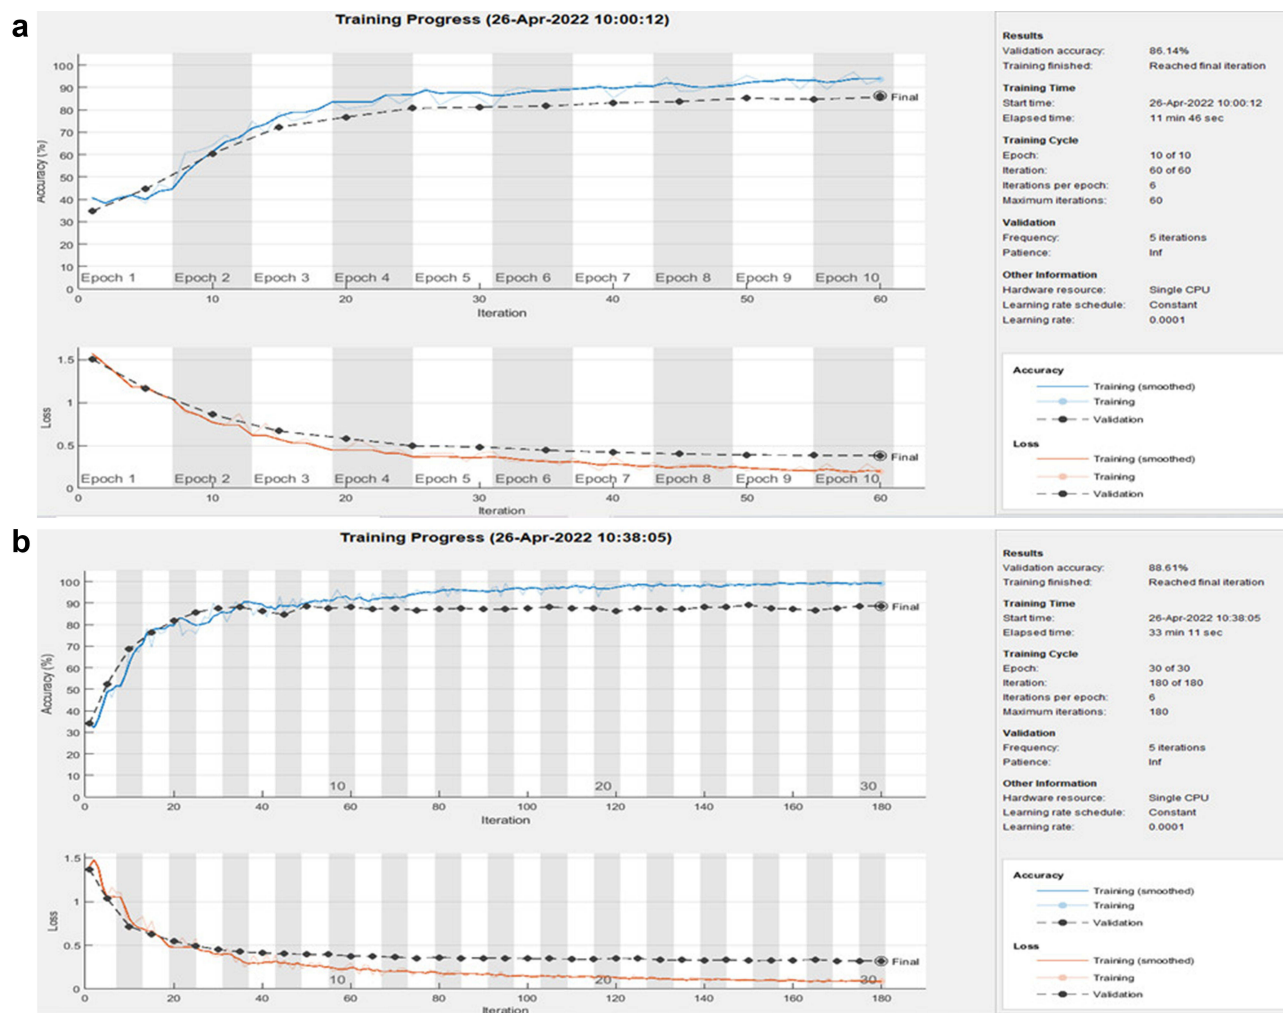 a
Training Progress (26-Apr-2022 10:00:12)
100
90
80
70
60
50
40
30
20
10
0
Accuracy (%)
Final
Epoch 1 Epoch 2 Epoch 3 Epoch 4 Epoch 5 Epoch 6 Epoch 7 Epoch 8 Epoch 9 Epoch 10
0 10 20 30 40 50 60
Iteration
1.5
1
0.5
0
Loss
Final
Epoch 1 Epoch 2 Epoch 3 Epoch 4 Epoch 5 Epoch 6 Epoch 7 Epoch 8 Epoch 9 Epoch 10
0 10 20 30 40 50 60
Iteration
Results
Validation accuracy: 86.14%
Training finished: Reached final iteration
Training Time
Start time: 26-Apr-2022 10:00:12
Elapsed time: 11 min 46 sec
Training Cycle
Epoch: 10 of 10
Iteration: 60 of 60
Iterations per epoch: 6
Maximum iterations: 60
Validation
Frequency: 5 iterations
Patience: Inf
Other Information
Hardware resource: Single CPU
Learning rate schedule: Constant
Learning rate: 0.0001
Accuracy
Training (smoothed)
Training
Validation
Loss
Training (smoothed)
Training
Validation
b
Training Progress (26-Apr-2022 10:38:05)
100
90
80
70
60
50
40
30
20
10
0
Accuracy (%)
Final
10 20 30
0 20 40 60 80 100 120 140 160 180
Iteration
1.5
1
0.5
0
Loss
Final
10 20 30
0 20 40 60 80 100 120 140 160 180
Iteration
Results
Validation accuracy: 88.61%
Training finished: Reached final iteration
Training Time
Start time: 26-Apr-2022 10:38:05
Elapsed time: 33 min 11 sec
Training Cycle
Epoch: 30 of 30
Iteration: 180 of 180
Iterations per epoch: 6
Maximum iterations: 180
Validation
Frequency: 5 iterations
Patience: Inf
Other Information
Hardware resource: Single CPU
Learning rate schedule: Constant
Learning rate: 0.0001
Accuracy
Training (smoothed)
Training
Validation
Loss
Training (smoothed)
Training
Validation